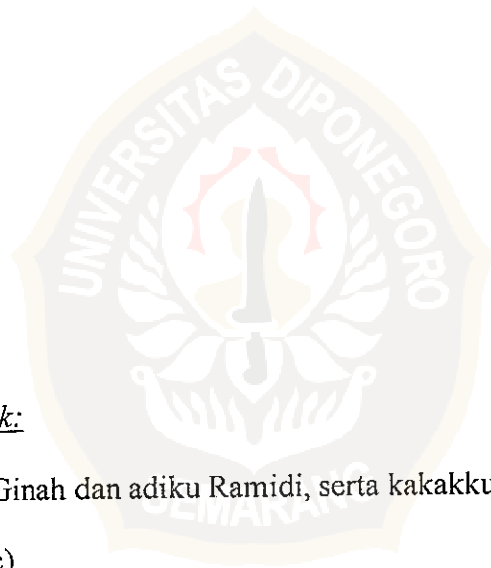 UNIVERSITAS DIPONEGORO
k:
Ginah dan adiku Ramidi, serta kakakku
SEMARANG